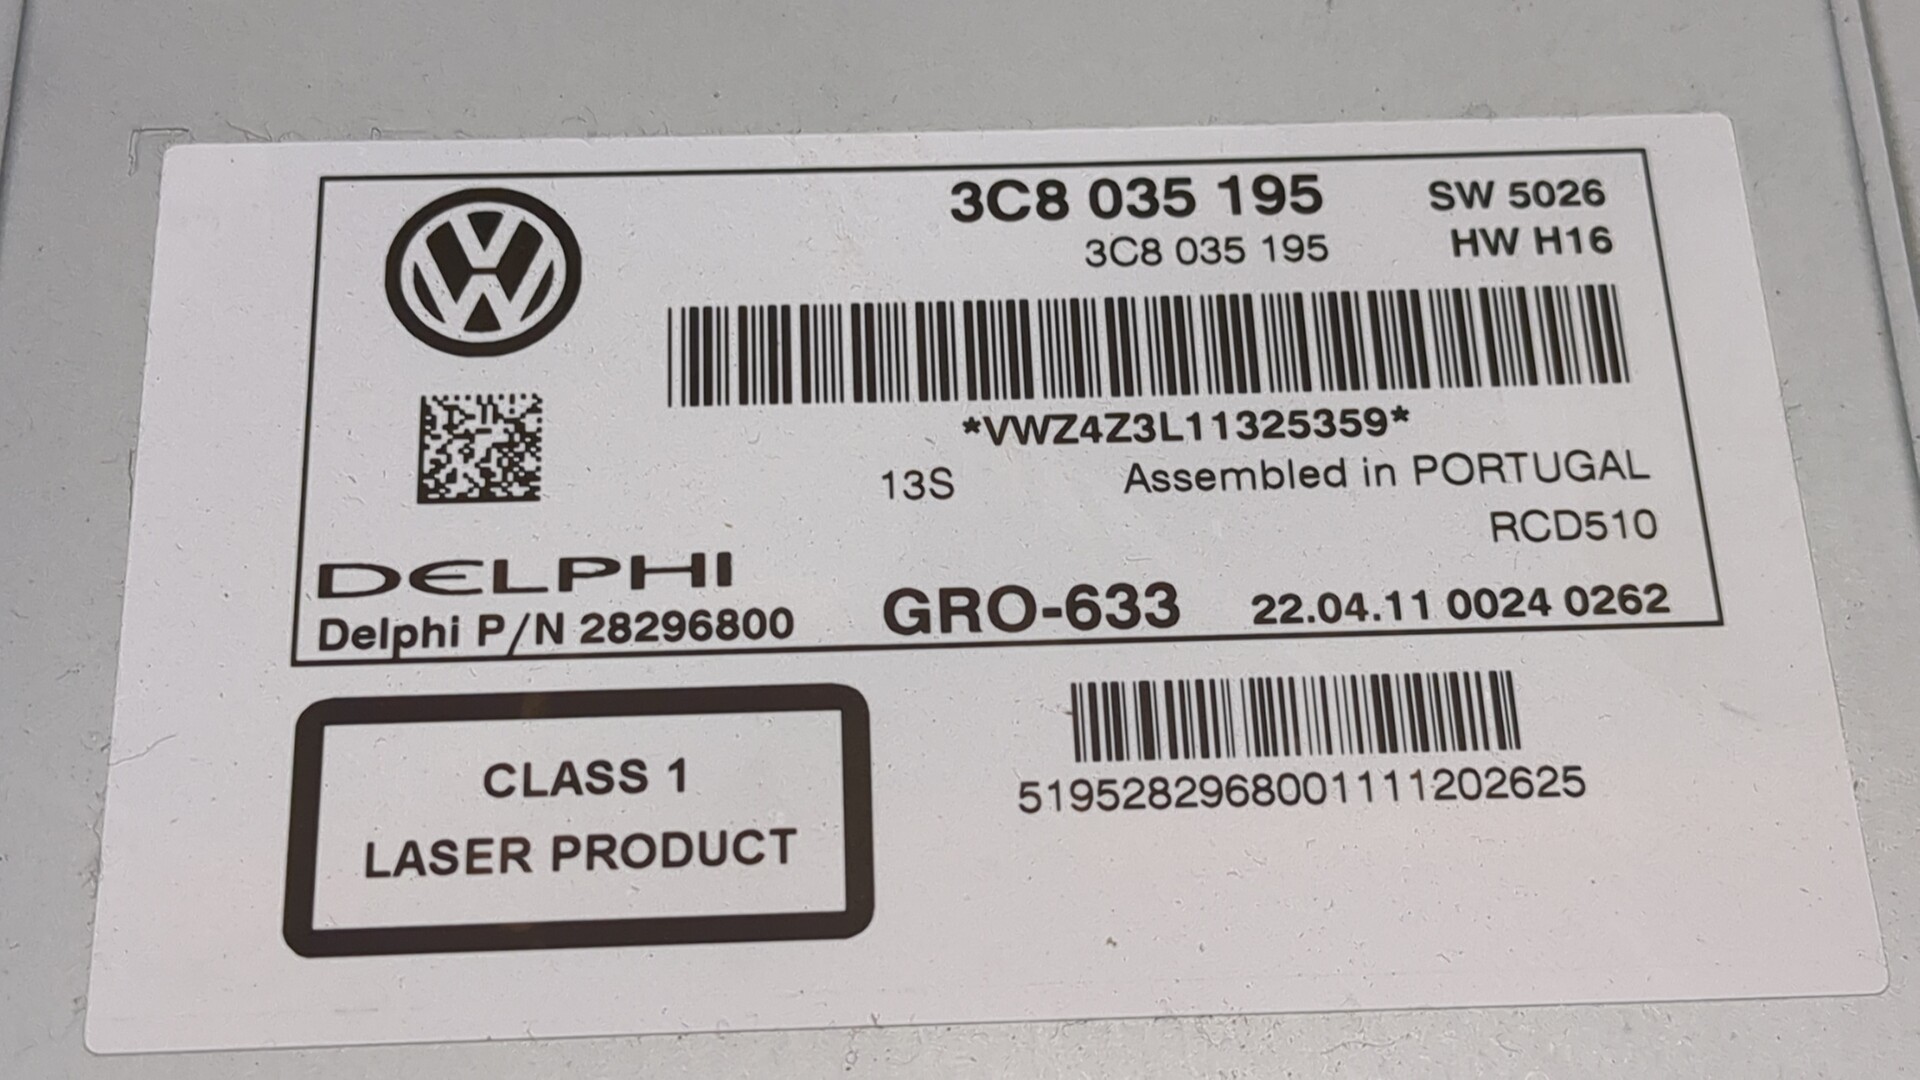 3C8 035 195 SW 5026
3C8 035 195 HW H16
*VWZ4Z3L11325359*
13S Assembled in PORTUGAL
RCD510
DELPHI
Delphi P/N 28296800 GRO-633 22.04.11 0024 0262
CLASS 1
LASER PRODUCT
5195282968001111202625